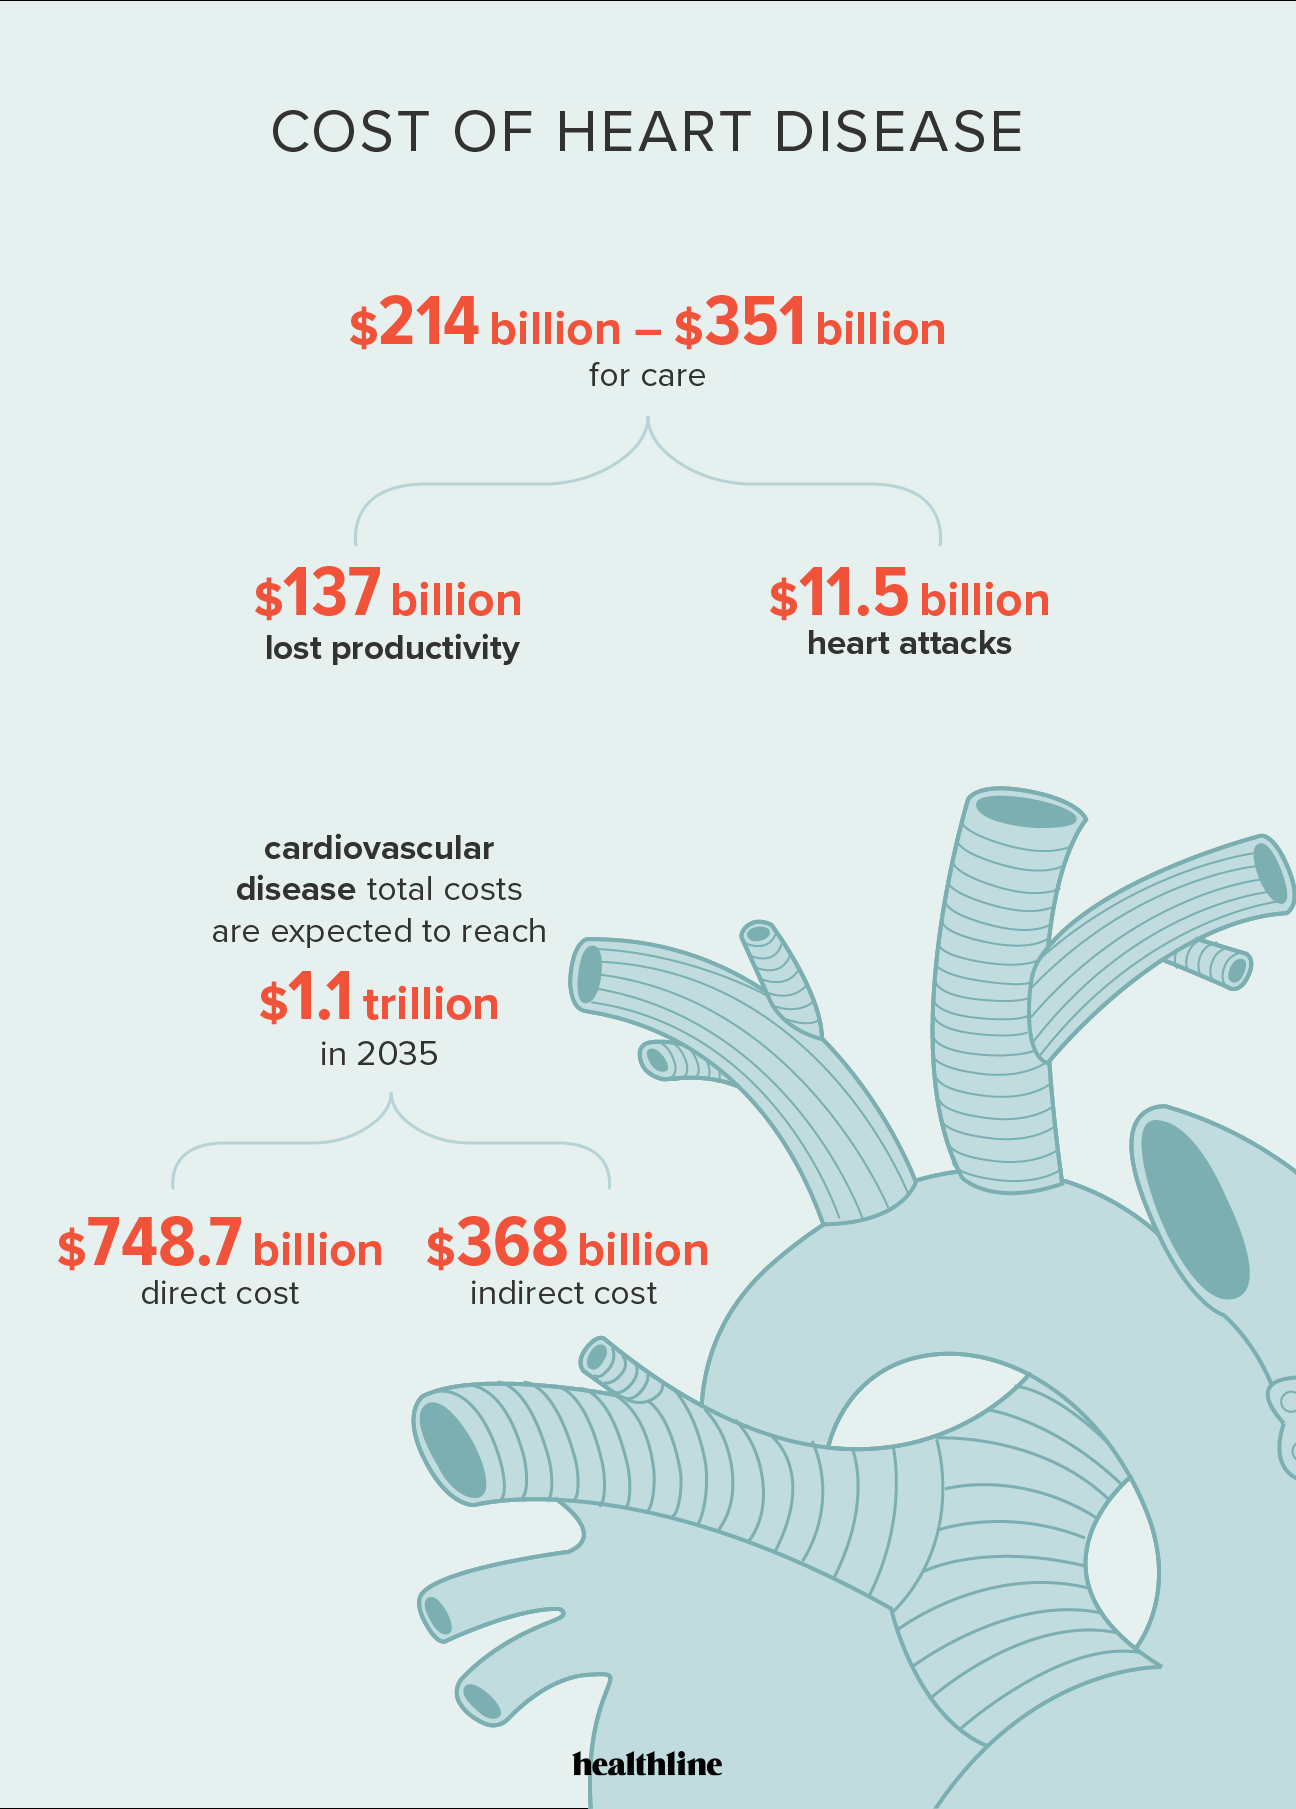 COST OF HEART DISEASE
$214 billion – $351 billion
for care
$137 billion
lost productivity
$11.5 billion
heart attacks
cardiovascular
disease total costs
are expected to reach
$1.1 trillion
in 2035
$748.7 billion
direct cost
$368 billion
indirect cost
healthline